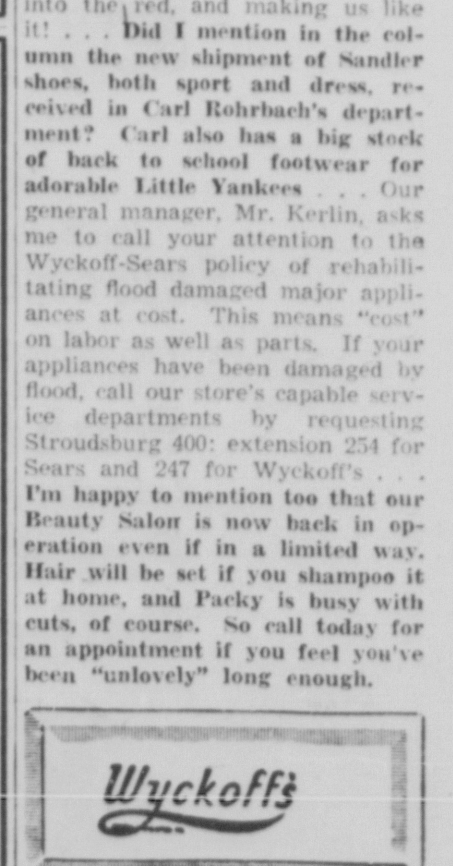 into the red, and making us like
it! . . . Did I mention in the col-
umn the new shipment of Sandler
shoes, both sport and dress, re-
ceived in Carl Rohrbach's depart-
ment? Carl also has a big stock
of back to school footwear for
adorable Little Yankees . . . Our
general manager, Mr. Kerlin, asks
me to call your attention to the
Wyckoff-Sears policy of rehabili-
tating flood damaged major appli-
ances at cost. This means "cost"
on labor as well as parts. If your
appliances have been damaged by
flood, call our store's capable serv-
ice departments by requesting
Stroudsburg 400: extension 254 for
Sears and 247 for Wyckoff's . . .
I'm happy to mention too that our
Beauty Salon is now back in op-
eration even if in a limited way.
Hair will be set if you shampoo it
at home, and Packy is busy with
cuts, of course. So call today for
an appointment if you feel you've
been "unlovely" long enough.
Wyckoff's